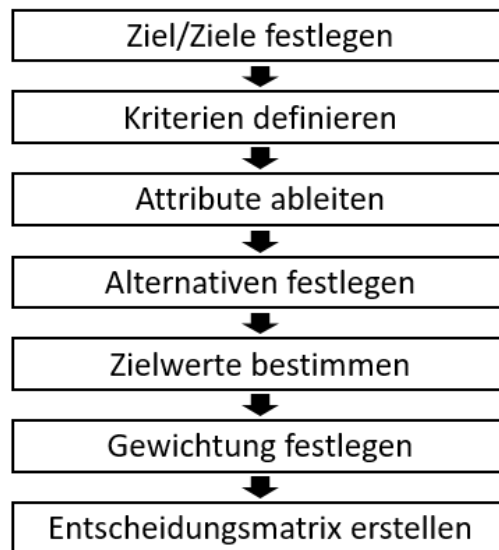 Ziel/Ziele festlegen
Kriterien definieren
Attribute ableiten
Alternativen festlegen
Zielwerte bestimmen
Gewichtung festlegen
Entscheidungsmatrix erstellen